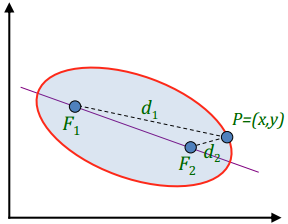 d₁
P=(x,y)
F₁
F₂
d₂